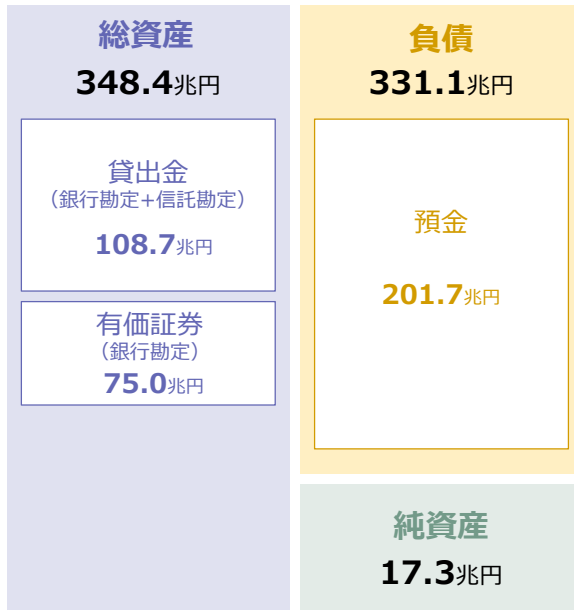 総資産
348.4兆円
貸出金
（銀行勘定+信託勘定）
108.7兆円
有価証券
（銀行勘定）
75.0兆円
負債
331.1兆円
預金
201.7兆円
純資産
17.3兆円